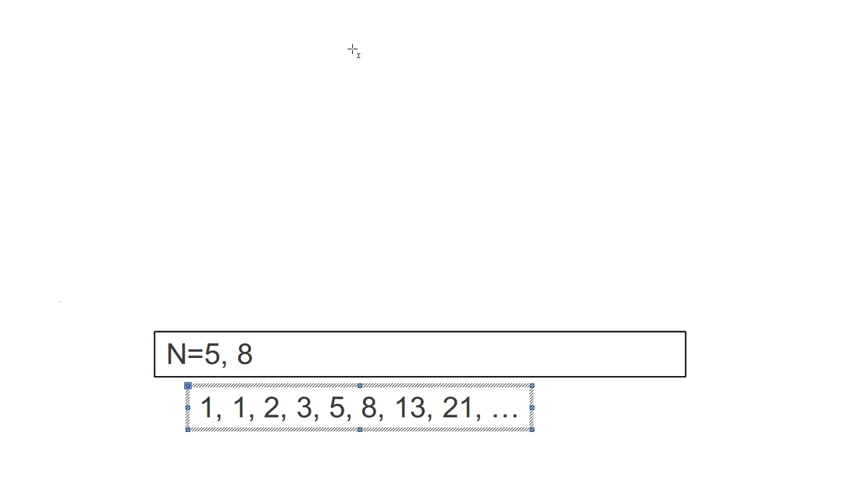 N=5, 8
1, 1, 2, 3, 5, 8, 13, 21, …